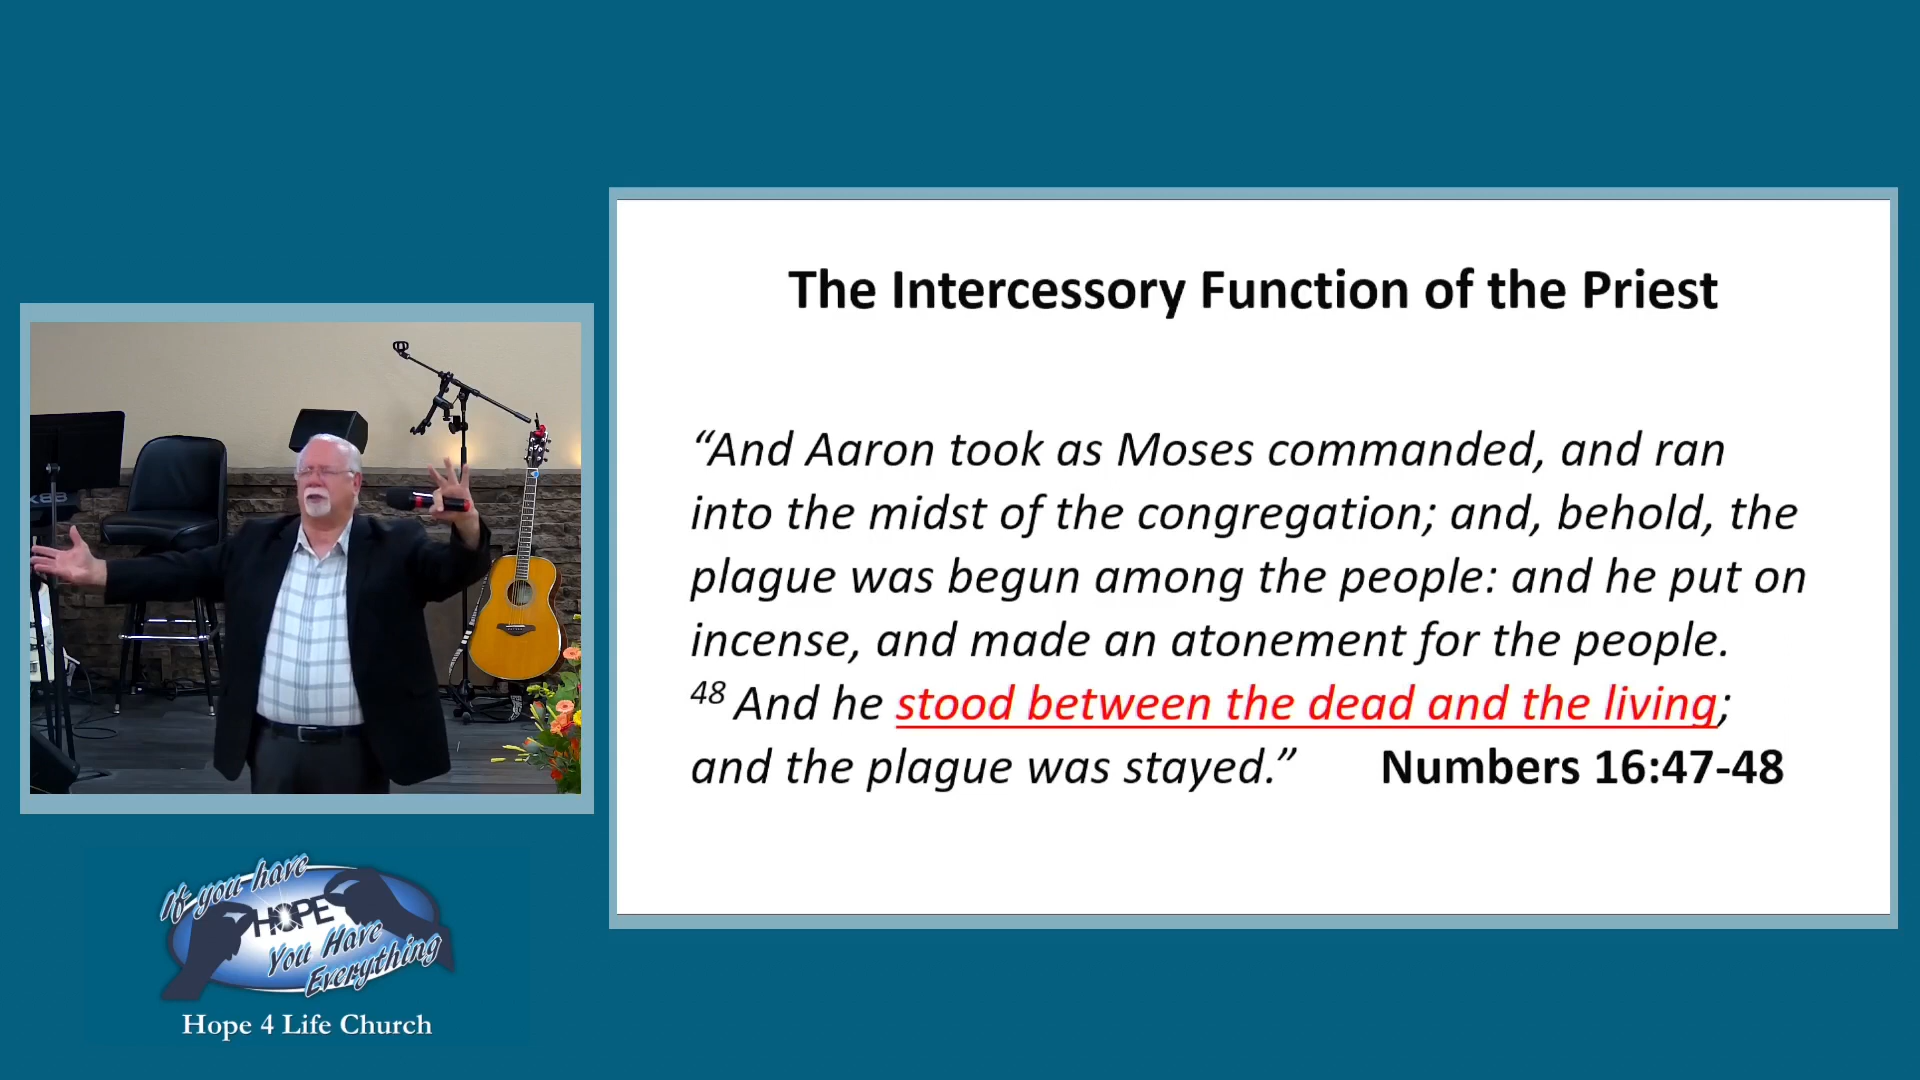 The Intercessory Function of the Priest
“And Aaron took as Moses commanded, and ran
into the midst of the congregation; and, behold, the
plague was begun among the people: and he put on
incense, and made an atonement for the people.
48 And he stood between the dead and the living;
and the plague was stayed.” Numbers 16:47-48
If you have
HOPE
You Have
Everything
Hope 4 Life Church